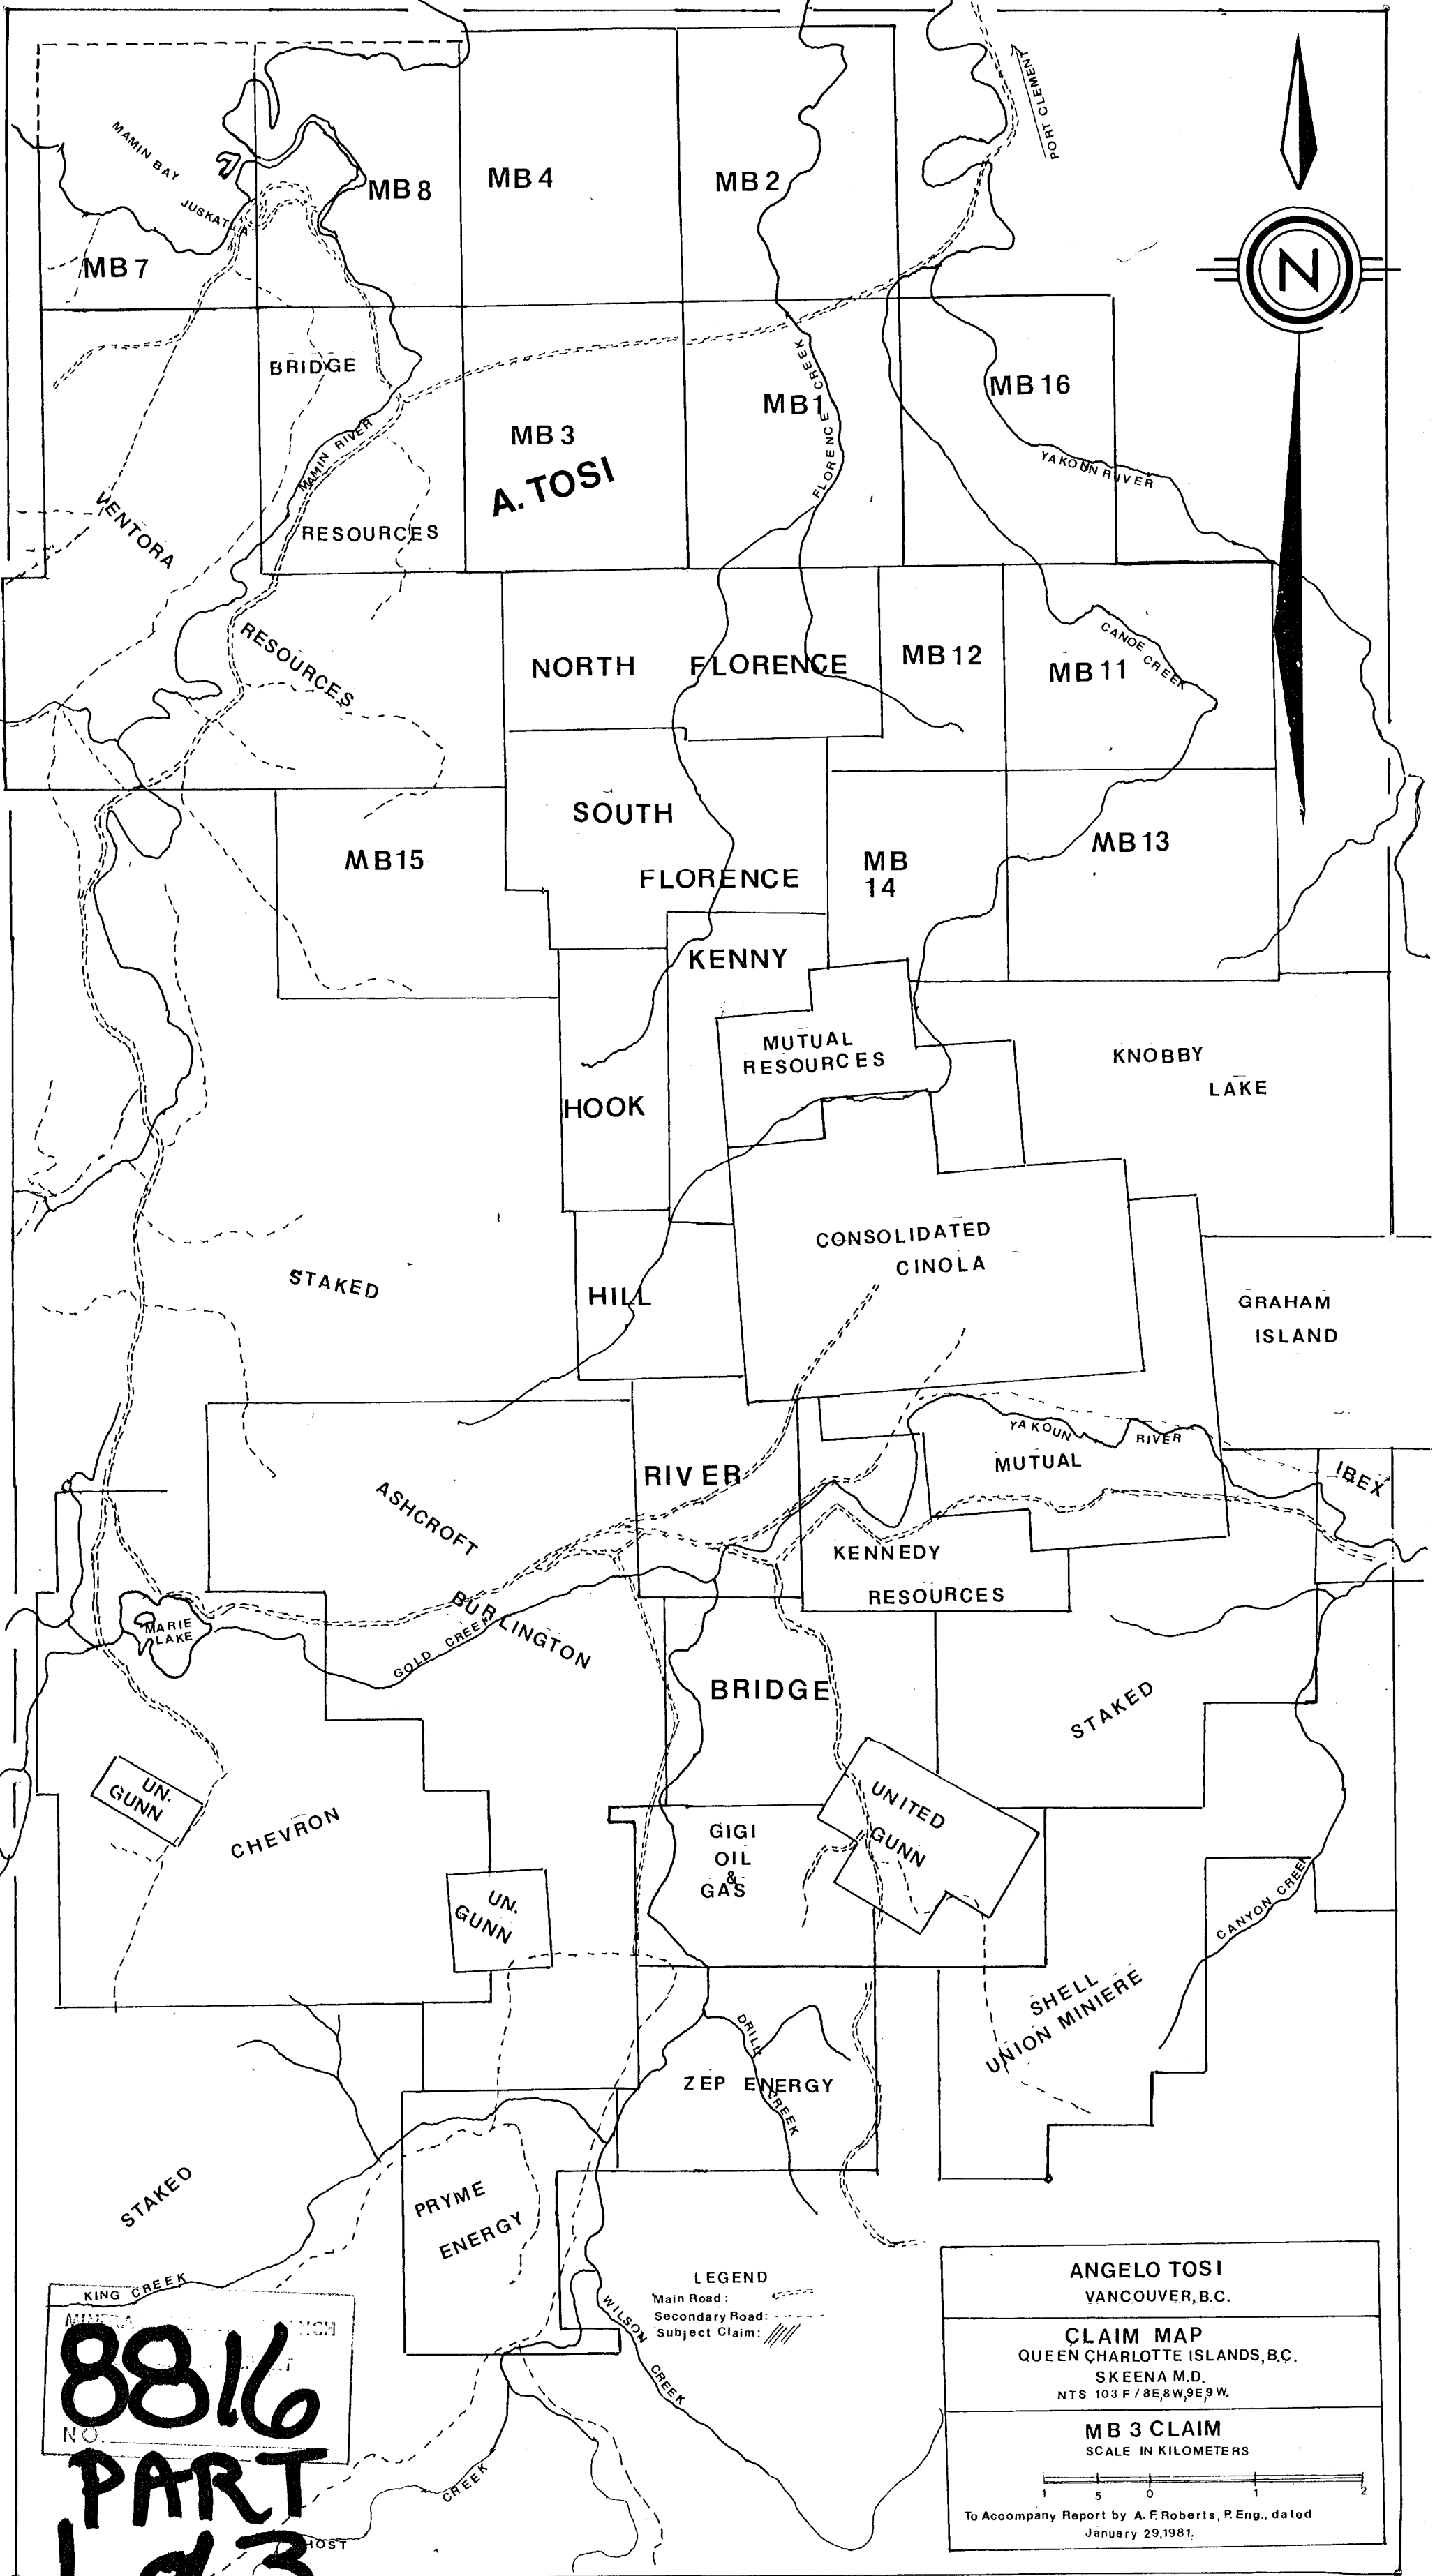 PORT CLEMENT
MAMIN BAY
JUSKATLA
MB 8
MB 4
MB 2
MB 7
N
BRIDGE
RESOURCES
MAMIN RIVER
MB 3
A. TOSI
MB1
FLORENCE CREEK
MB 16
YAKOUN RIVER
VENTORA
RESOURCES
NORTH FLORENCE
MB 12
MB 11
CANOE CREEK
SOUTH
FLORENCE
MB 15
MB
14
MB 13
KENNY
MUTUAL
RESOURCES
KNOBBY
LAKE
HOOK
CONSOLIDATED
CINOLA
STAKED
HILL
GRAHAM
ISLAND
YAKOUN RIVER
MUTUAL
RIVER
IBEX
ASHCROFT
KENNEDY
RESOURCES
BURLINGTON
GOLD CREEK
MARIE
LAKE
BRIDGE
STAKED
UN.
GUNN
CHEVRON
UNITED
GUNN
GIGI
OIL
&
GAS
UN.
GUNN
CANYON CREEK
SHELL
UNION MINIERE
DRILL CREEK
ZEP ENERGY
STAKED
PRYME
ENERGY
KING CREEK
WILSON CREEK
LEGEND
Main Road:
Secondary Road:
Subject Claim:
ANGELO TOSI
VANCOUVER, B.C.
CLAIM MAP
QUEEN CHARLOTTE ISLANDS, B.C.
SKEENA M.D.
NTS 103 F / 8E,8W,9E,9W.
MB 3 CLAIM
SCALE IN KILOMETERS
1 5 0 1 2
To Accompany Report by A. F. Roberts, P. Eng., dated
January 29,1981.
8816
NO.
PART
1 of 3
CREEK
HOST